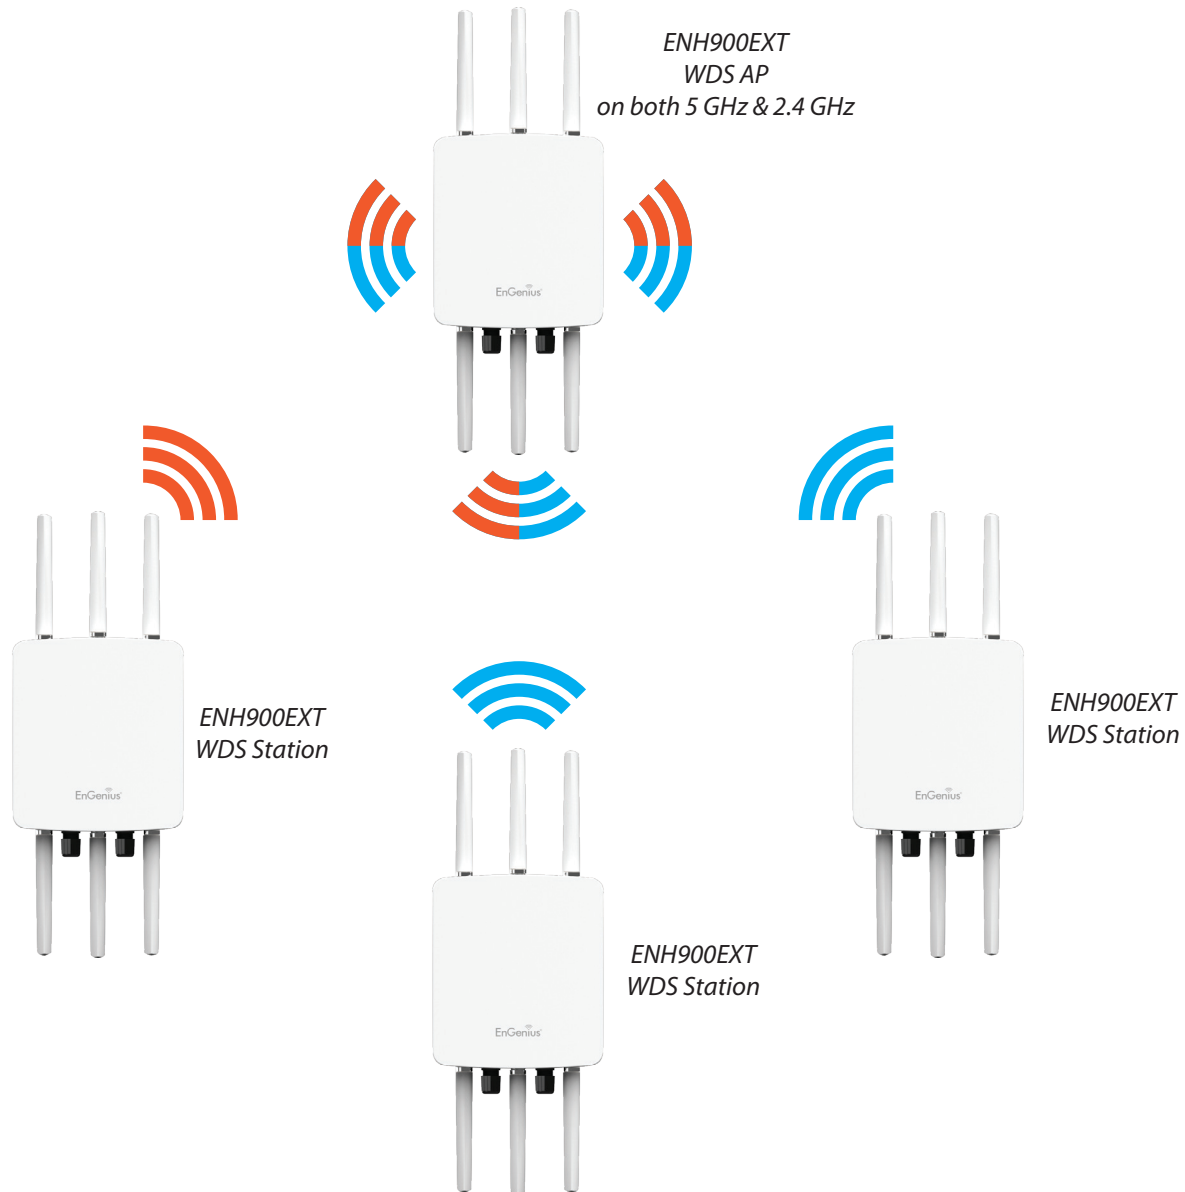 ENH900EXT
WDS AP
on both 5 GHz & 2.4 GHz
EnGenius
ENH900EXT
WDS Station
EnGenius
ENH900EXT
WDS Station
EnGenius
ENH900EXT
WDS Station
EnGenius